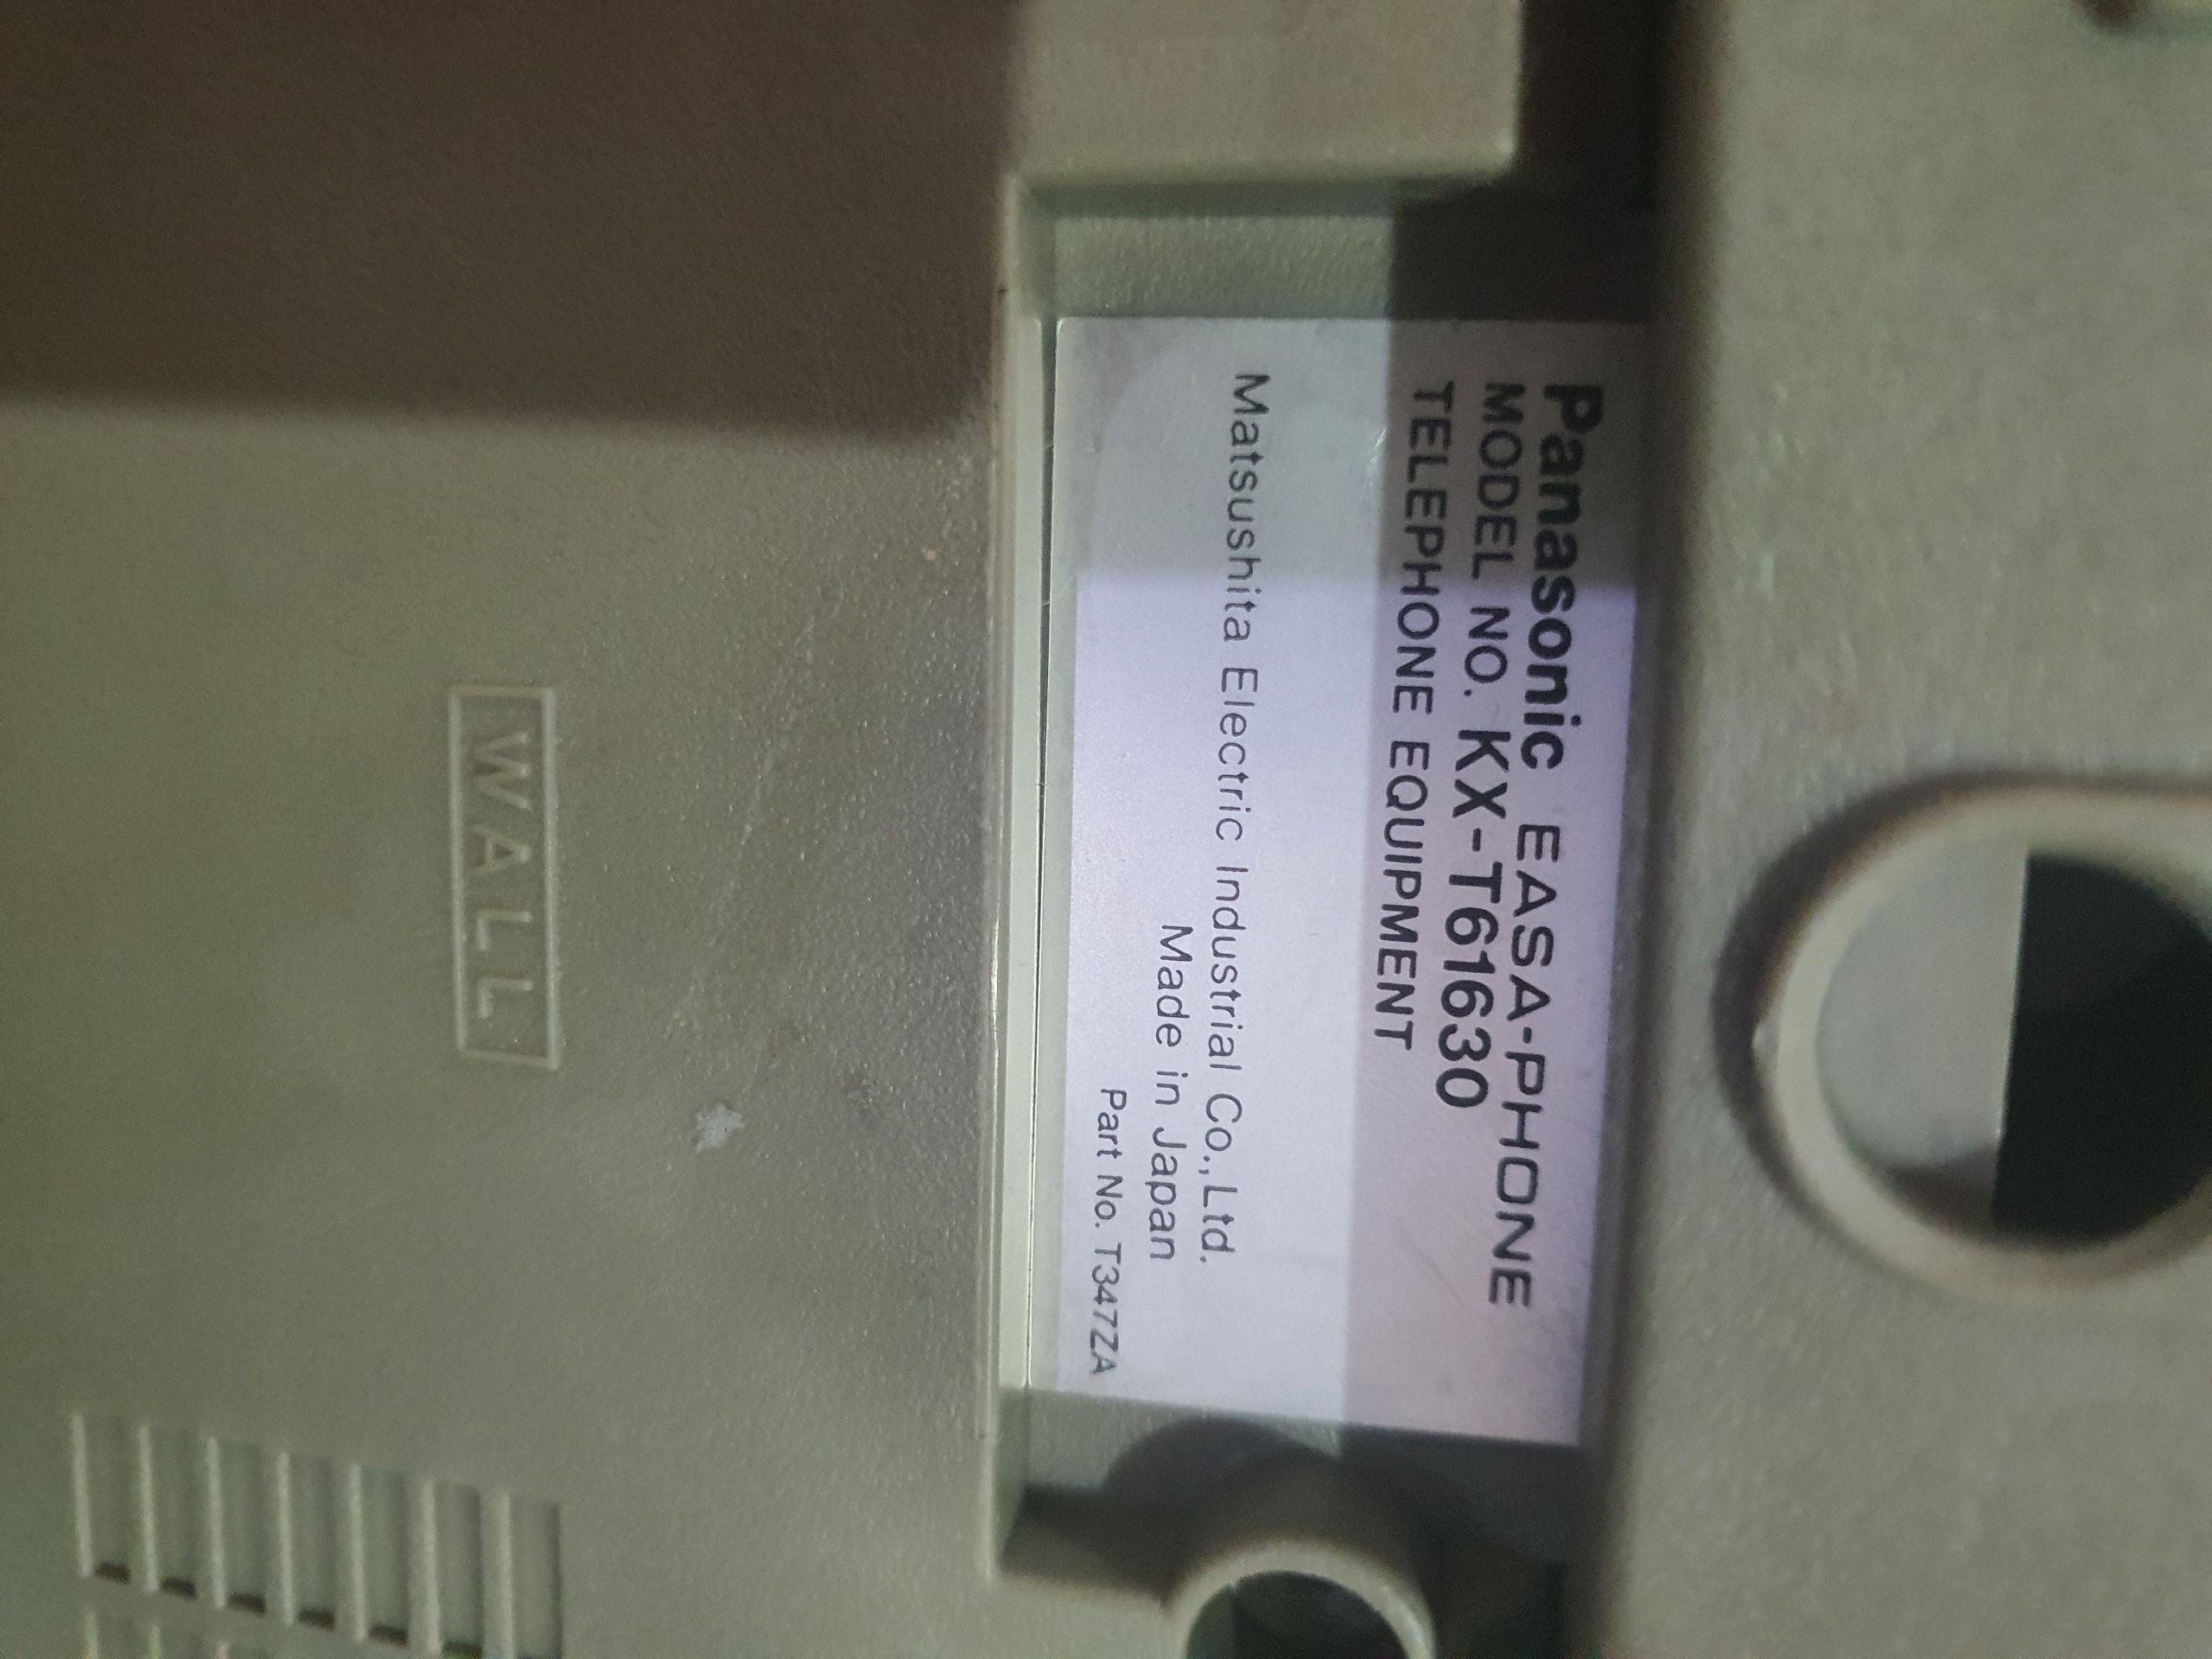 Panasonic EASA-PHONE
MODEL NO. KX-T61630
TELEPHONE EQUIPMENT
Matsushita Electric Industrial Co.,Ltd.
Made in Japan
Part No. T347ZA
WALL